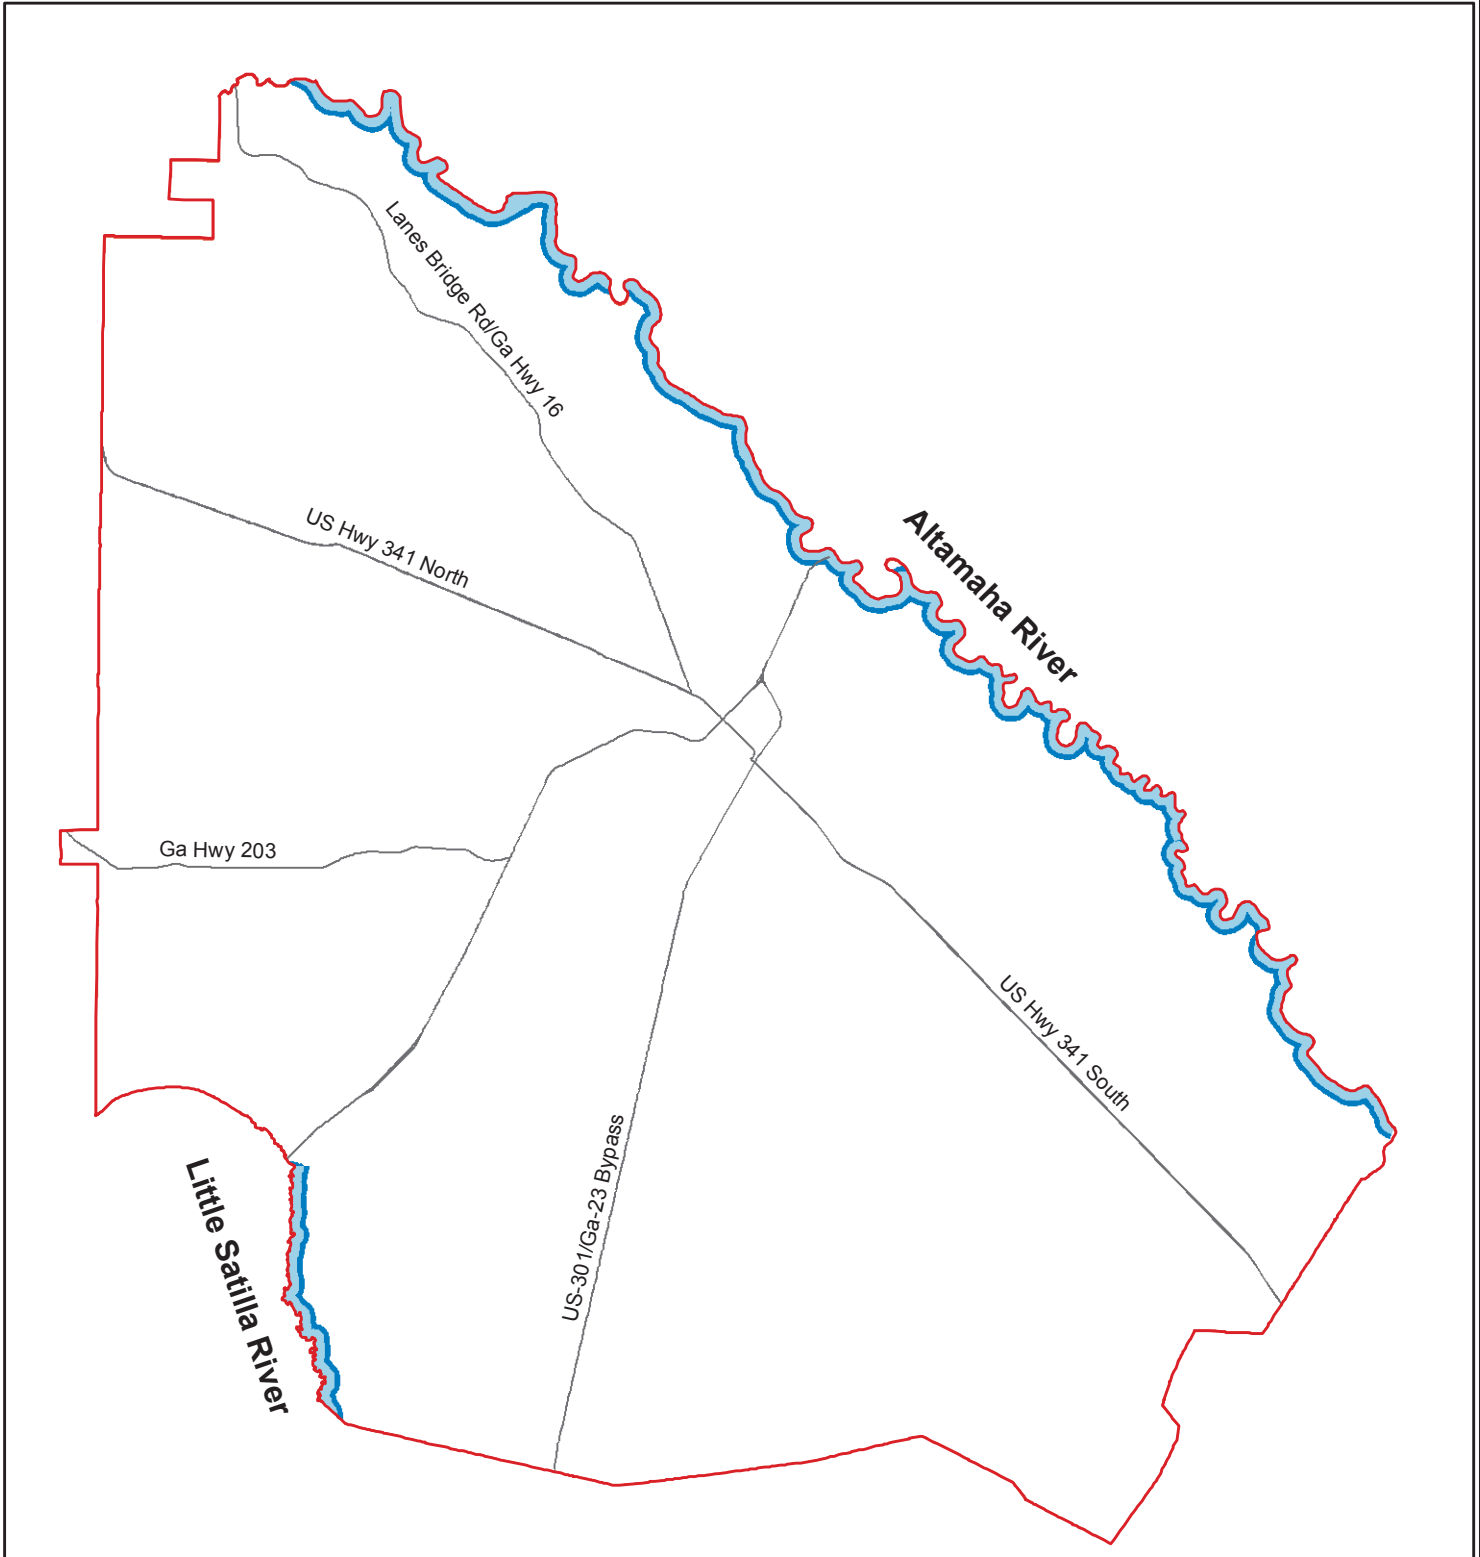 Lanes Bridge Rd/Ga Hwy 16
US Hwy 341 North
Altamaha River
Ga Hwy 203
US Hwy 341 South
US-301/Ga-23 Bypass
Little Satilla River